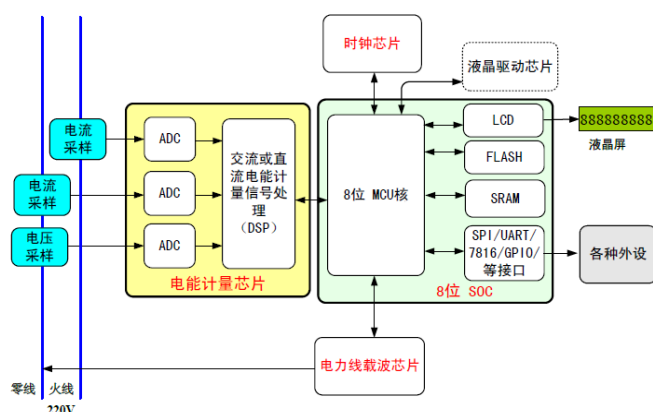 时钟芯片
液晶驱动芯片
电流
采样
ADC
电流
采样
ADC
电压
采样
ADC
交流或直
流电能计
量信号处
理
(DSP)
电能计量芯片
8位 MCU核
LCD
FLASH
SRAM
SPI/UART/
7816/GPIO/
等接口
8位 SOC
888888888
液晶屏
各种外设
电力线载波芯片
零线
火线
220V